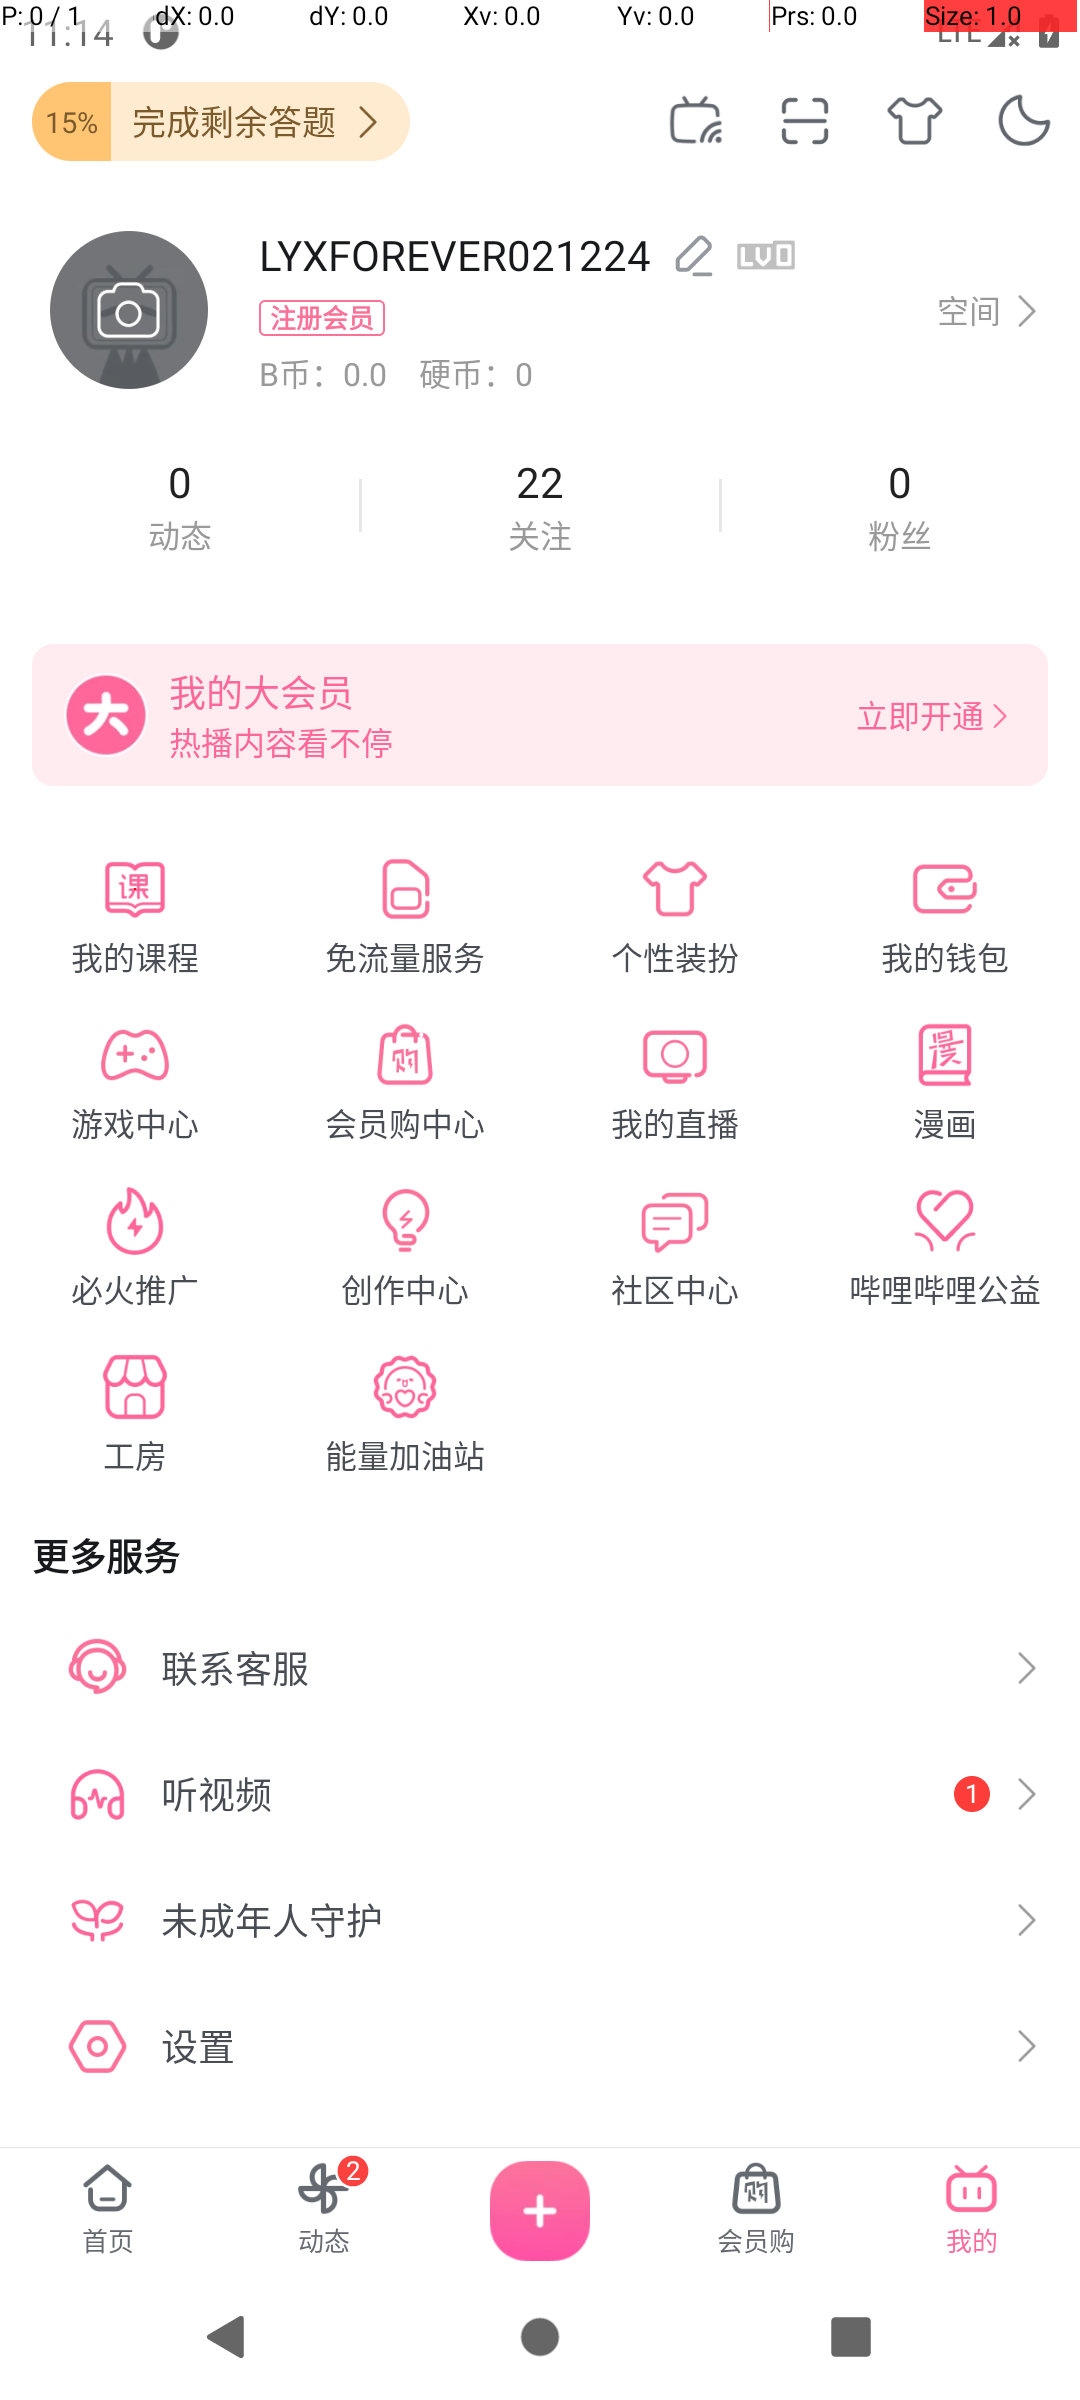 P: 0 / 1 dX: 0.0 dY: 0.0 Xv: 0.0 Yv: 0.0 Prs: 0.0 Size: 1.0
11:14 LTE
15% 完成剩余答题
LYXFOREVER021224 LV0
注册会员
空间
B币：0.0 硬币：0
0 22 0
动态 关注 粉丝
大 我的大会员
热播内容看不停
立即开通
课
我的课程 免流量服务 个性装扮 我的钱包
购 漫
游戏中心 会员购中心 我的直播 漫画
必火推广 创作中心 社区中心 哔哩哔哩公益
工房 能量加油站
更多服务
联系客服
听视频 1
未成年人守护
设置
2 购
首页 动态 会员购 我的